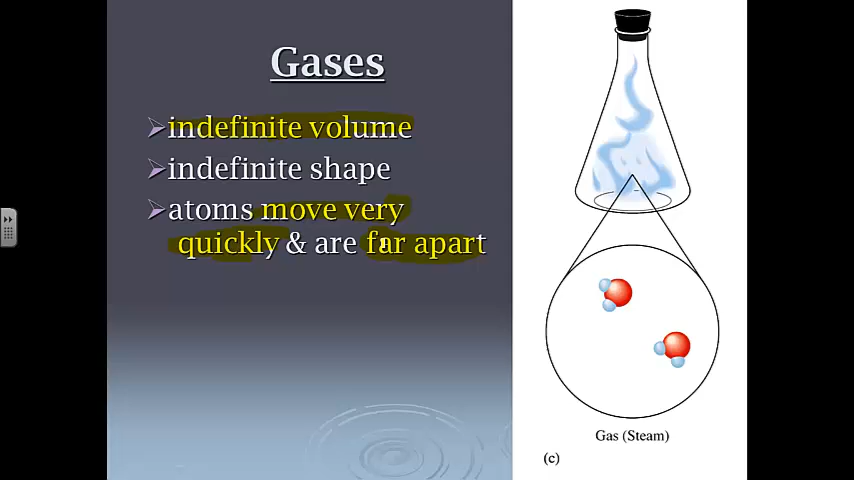 Gases
indefinite volume
indefinite shape
atoms move very
quickly & are far apart
Gas (Steam)
(c)